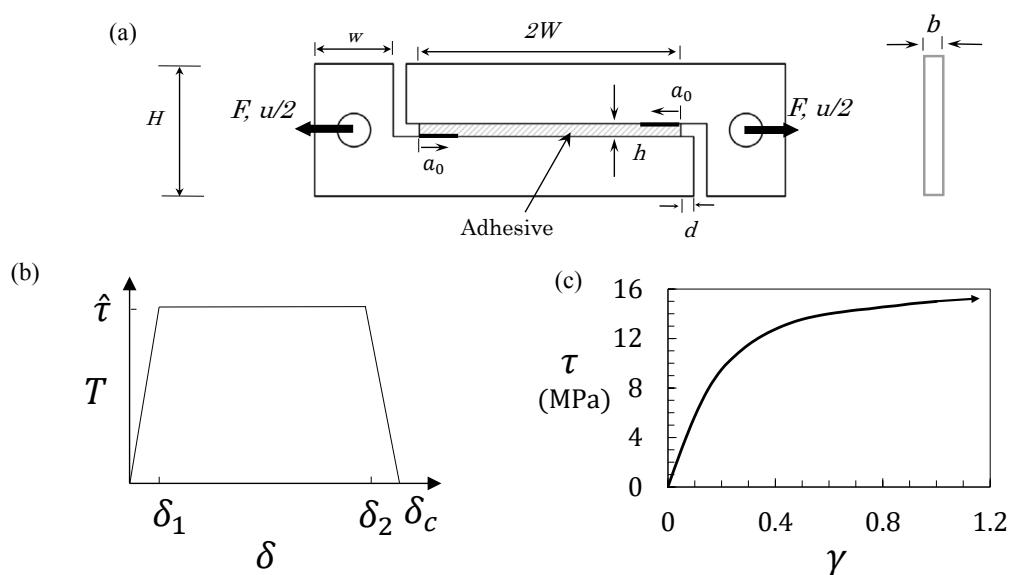 (a)
w
2W
b
H
F, u/2
a₀
a₀
F, u/2
h
Adhesive
d
(b)
τ̂
T
δ₁
δ₂
δ_c
δ
(c)
16
12
τ
(MPa)
8
4
0
0
0.4
0.8
1.2
γ